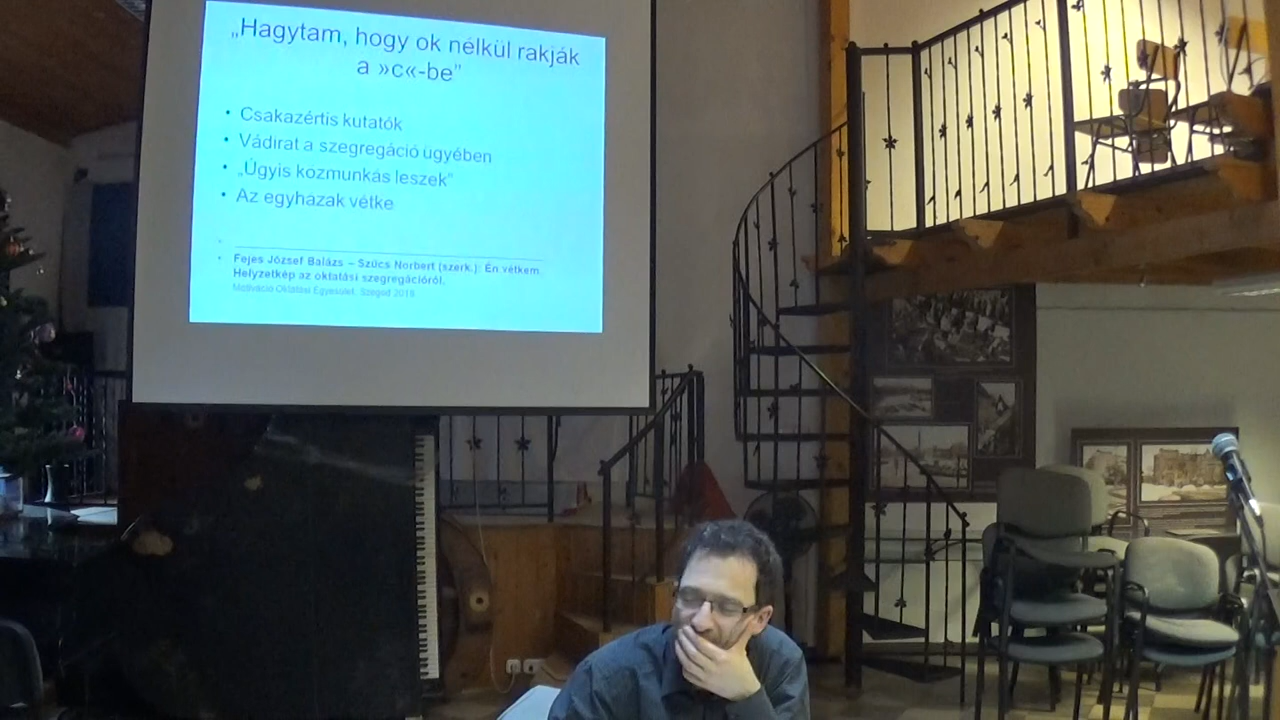 „Hagytam, hogy ok nélkül rakják
a »c«-be”
• Csakazértis kutatók
• Vádirat a szegregáció ügyében
• „Úgyis közmunkás leszek”
• Az egyházak vétke
• Fejes József Balázs – Szűcs Norbert (szerk.): Én vétkem.
Helyzetkép az oktatási szegregációról.
Motiváció Oktatási Egyesület, Szeged 2018